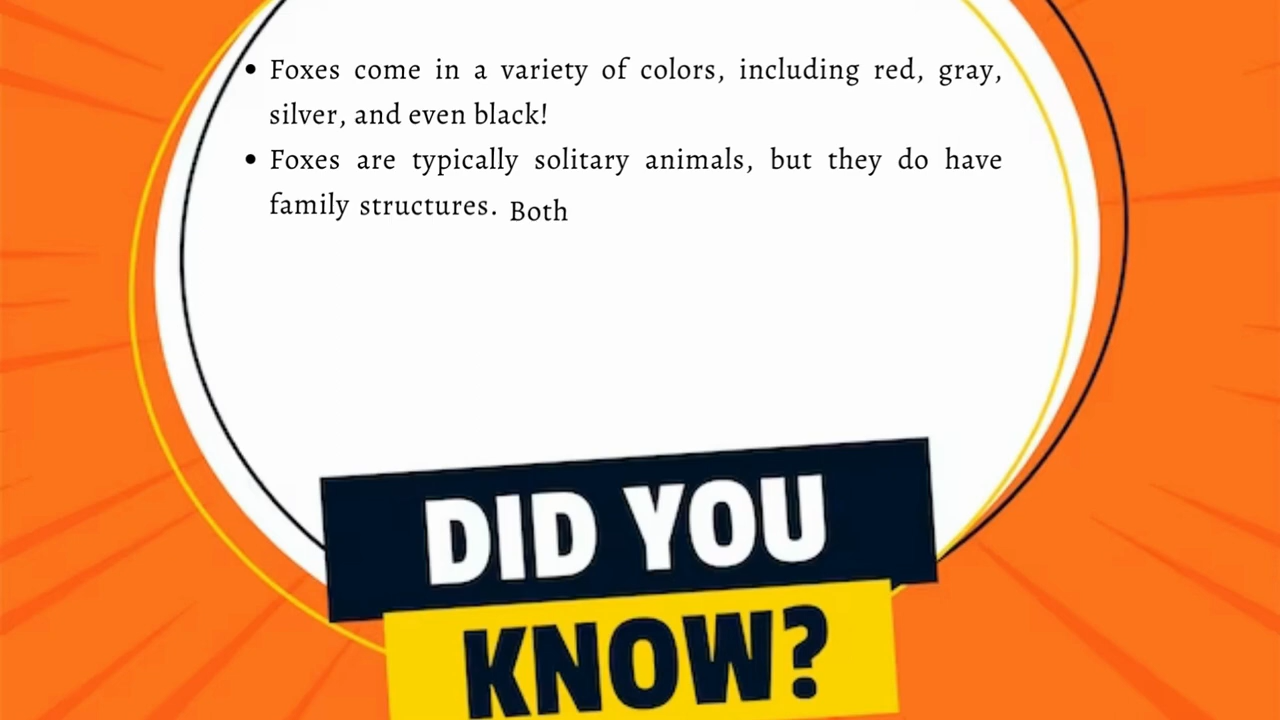 • Foxes come in a variety of colors, including red, gray,
silver, and even black!
• Foxes are typically solitary animals, but they do have
family structures. Both
DID YOU
KNOW?